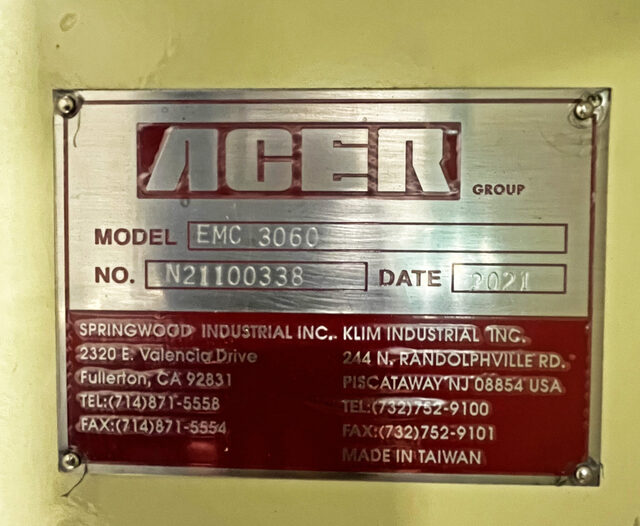 ACER
GROUP
MODEL EMC 3060
NO. N21100338 DATE 2021
SPRINGWOOD INDUSTRIAL INC.
2320 E. Valencia Drive
Fullerton, CA 92831
TEL:(714)871-5558
FAX:(714)871-5554
KLIM INDUSTRIAL INC.
244 N. RANDOLPHVILLE RD.
PISCATAWAY NJ 08854 USA
TEL:(732)752-9100
FAX:(732)752-9101
MADE IN TAIWAN